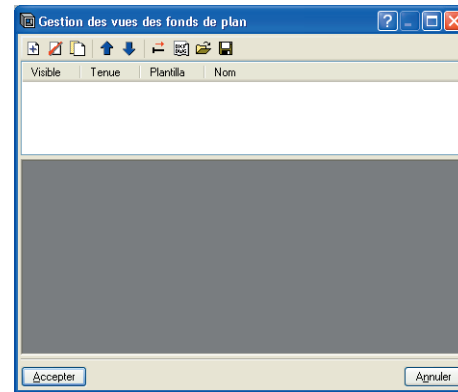 Gestion des vues des fonds de plan
Visible Tenue Plantilla Nom
Accepter Annuler